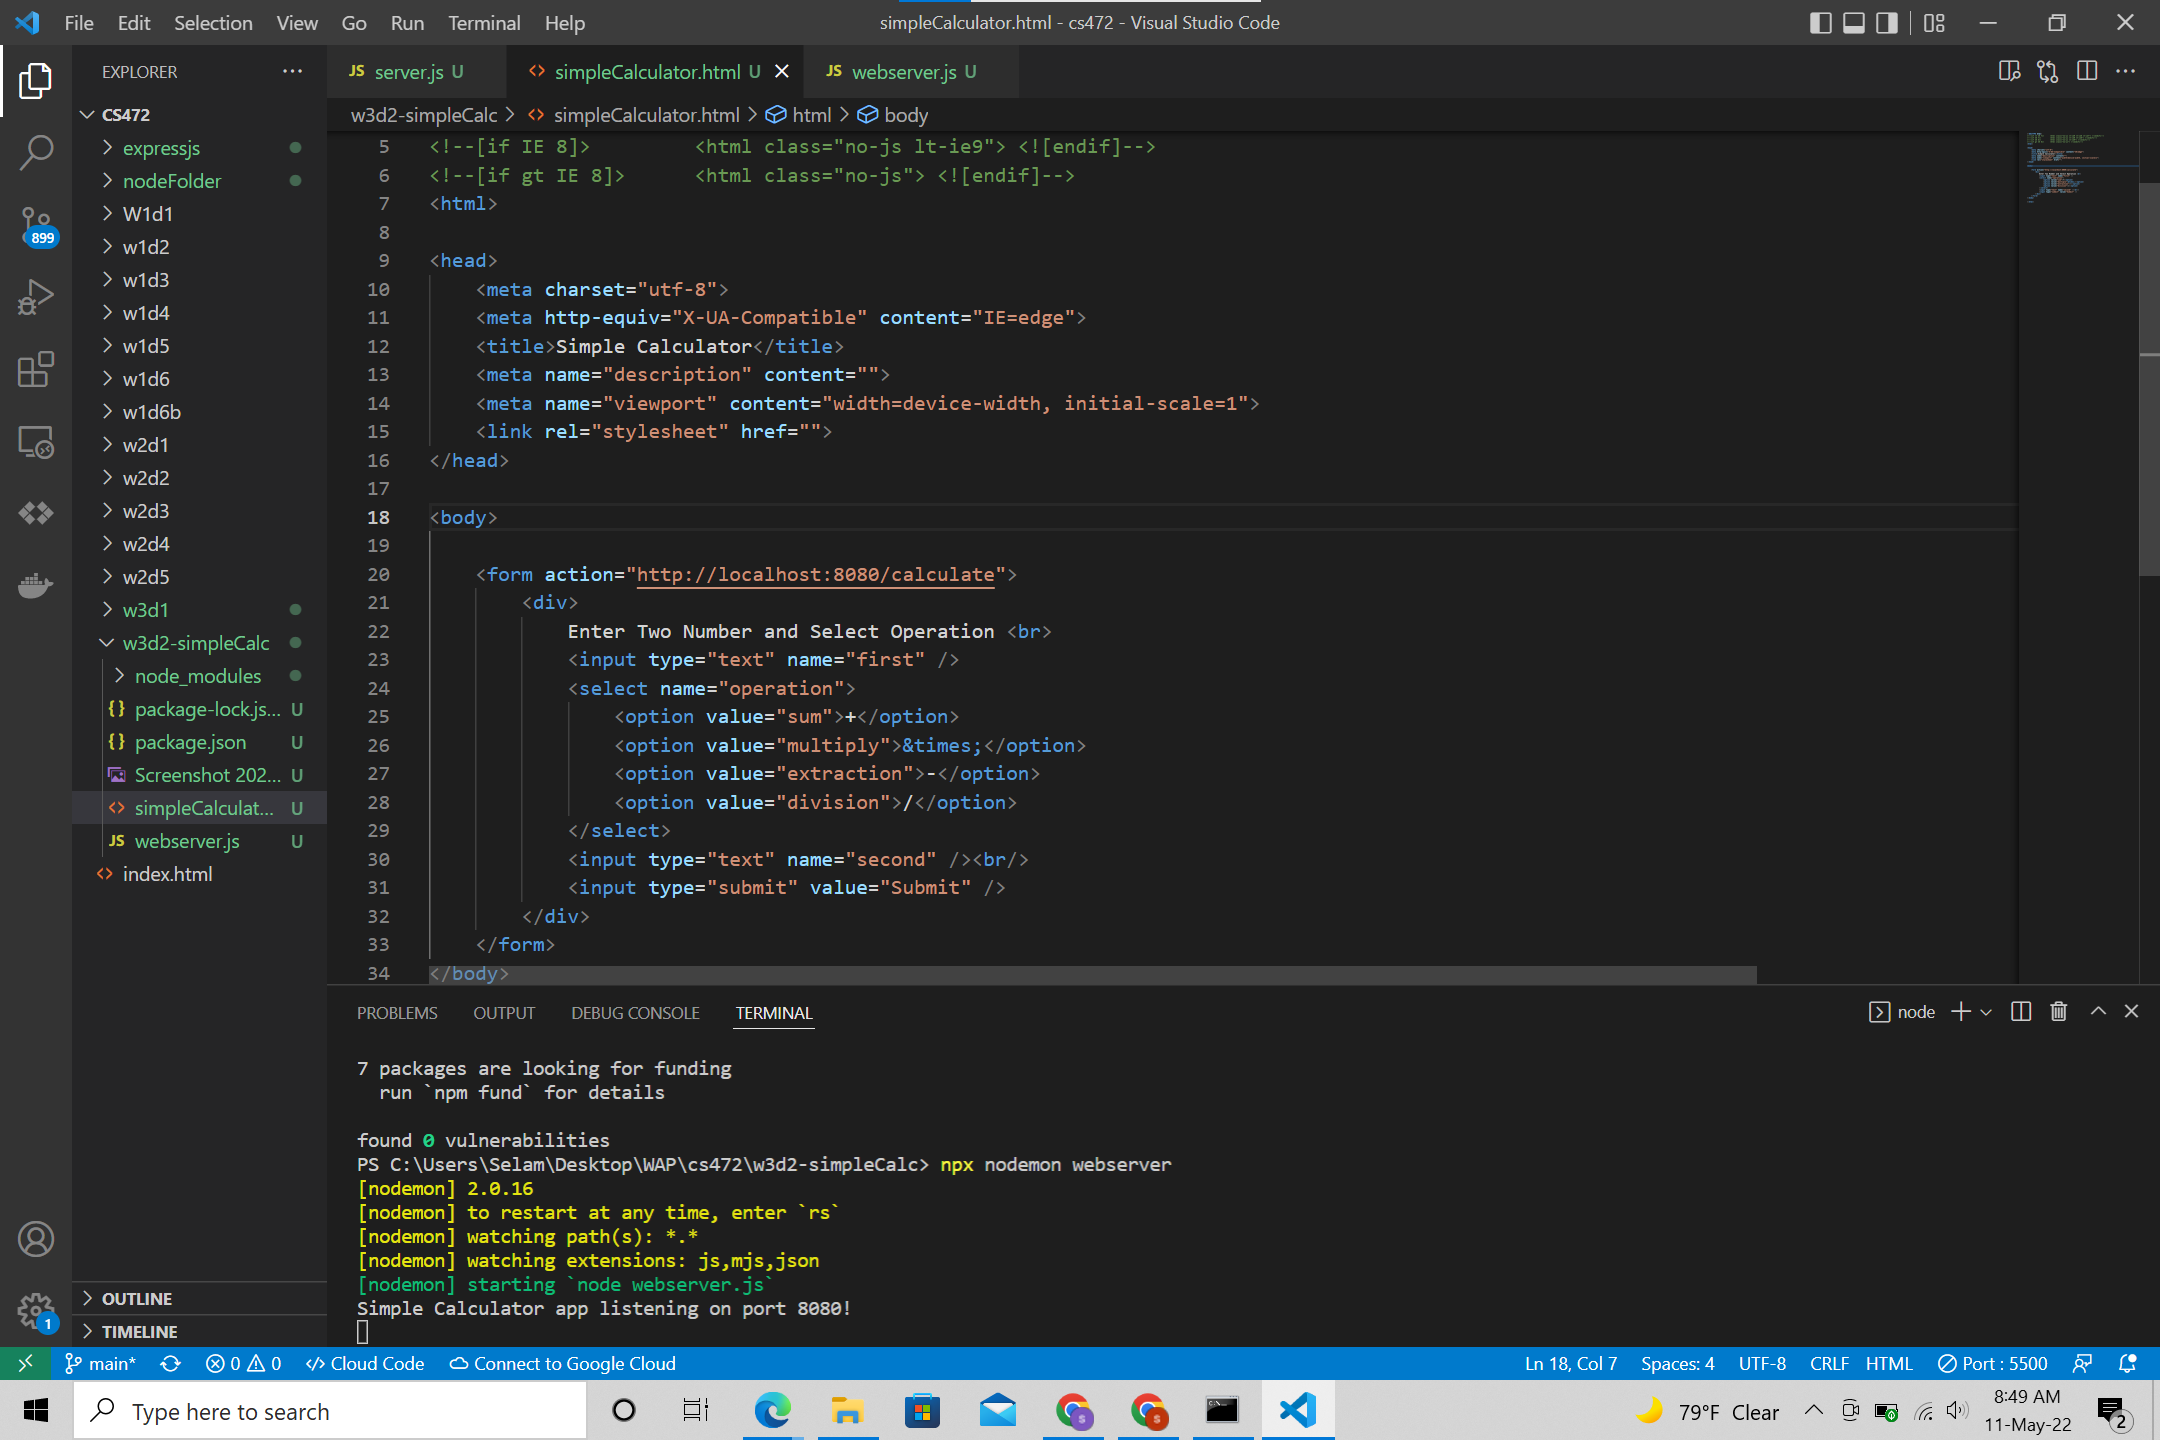 File Edit Selection View Go Run Terminal Help
simpleCalculator.html - cs472 - Visual Studio Code
EXPLORER
CS472
expressjs
nodeFolder
W1d1
w1d2
w1d3
w1d4
w1d5
w1d6
w1d6b
w2d1
w2d2
w2d3
w2d4
w2d5
w3d1
w3d2-simpleCalc
node_modules
{} package-lock.js... U
{} package.json U
Screenshot 202... U
<> simpleCalculat... U
JS webserver.js U
<> index.html
OUTLINE
TIMELINE
899
1
JS server.js U
<> simpleCalculator.html U
JS webserver.js U
w3d2-simpleCalc > <> simpleCalculator.html > html > body
5 <!--[if IE 8]>         <html class="no-js lt-ie9"> <![endif]-->
6 <!--[if gt IE 8]>      <html class="no-js"> <![endif]-->
7 <html>
8
9 <head>
10     <meta charset="utf-8">
11     <meta http-equiv="X-UA-Compatible" content="IE=edge">
12     <title>Simple Calculator</title>
13     <meta name="description" content="">
14     <meta name="viewport" content="width=device-width, initial-scale=1">
15     <link rel="stylesheet" href="">
16 </head>
17
18 <body>
19
20     <form action="http://localhost:8080/calculate">
21         <div>
22             Enter Two Number and Select Operation <br>
23             <input type="text" name="first" />
24             <select name="operation">
25                 <option value="sum">+</option>
26                 <option value="multiply">&times;</option>
27                 <option value="extraction">-</option>
28                 <option value="division">/</option>
29             </select>
30             <input type="text" name="second" /><br/>
31             <input type="submit" value="Submit" />
32         </div>
33     </form>
34 </body>
PROBLEMS OUTPUT DEBUG CONSOLE TERMINAL
node
7 packages are looking for funding
  run `npm fund` for details
found 0 vulnerabilities
PS C:\Users\Selam\Desktop\WAP\cs472\w3d2-simpleCalc> npx nodemon webserver
[nodemon] 2.0.16
[nodemon] to restart at any time, enter `rs`
[nodemon] watching path(s): *.*
[nodemon] watching extensions: js,mjs,json
[nodemon] starting `node webserver.js`
Simple Calculator app listening on port 8080!
main* 0 0 Cloud Code Connect to Google Cloud
Ln 18, Col 7 Spaces: 4 UTF-8 CRLF HTML Port : 5500
Type here to search
79°F Clear
8:49 AM
11-May-22
2